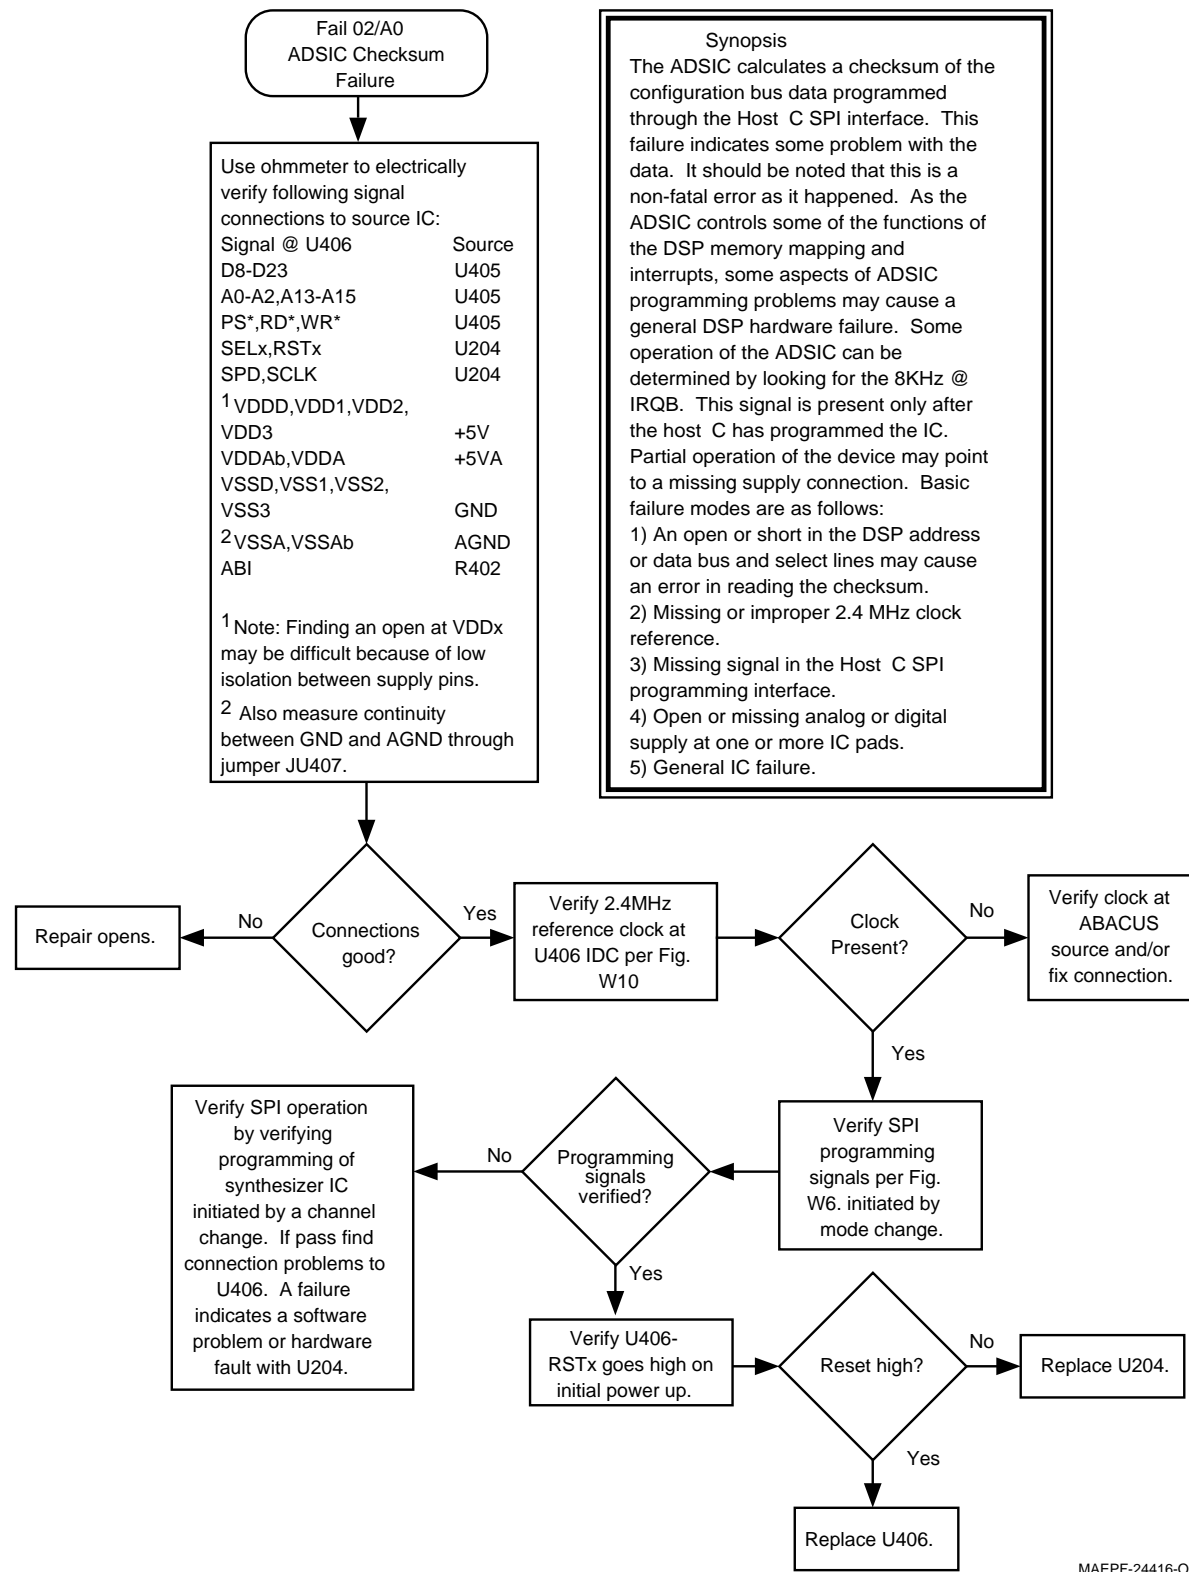 Fail 02/A0
ADSIC Checksum
Failure
Use ohmmeter to electrically
verify following signal
connections to source IC:
Signal @ U406 Source
D8-D23 U405
A0-A2,A13-A15 U405
PS*,RD*,WR* U405
SELx,RSTx U204
SPD,SCLK U204
1 VDDD,VDD1,VDD2,
VDD3 +5V
VDDAb,VDDA +5VA
VSSD,VSS1,VSS2,
VSS3 GND
2 VSSA,VSSAb AGND
ABI R402
1 Note: Finding an open at VDDx
may be difficult because of low
isolation between supply pins.
2 Also measure continuity
between GND and AGND through
jumper JU407.
Synopsis
The ADSIC calculates a checksum of the
configuration bus data programmed
through the Host C SPI interface. This
failure indicates some problem with the
data. It should be noted that this is a
non-fatal error as it happened. As the
ADSIC controls some of the functions of
the DSP memory mapping and
interrupts, some aspects of ADSIC
programming problems may cause a
general DSP hardware failure. Some
operation of the ADSIC can be
determined by looking for the 8KHz @
IRQB. This signal is present only after
the host C has programmed the IC.
Partial operation of the device may point
to a missing supply connection. Basic
failure modes are as follows:
1) An open or short in the DSP address
or data bus and select lines may cause
an error in reading the checksum.
2) Missing or improper 2.4 MHz clock
reference.
3) Missing signal in the Host C SPI
programming interface.
4) Open or missing analog or digital
supply at one or more IC pads.
5) General IC failure.
Repair opens.
No
Connections
good?
Yes
Verify 2.4MHz
reference clock at
U406 IDC per Fig.
W10
Clock
Present?
No
Verify clock at
ABACUS
source and/or
fix connection.
Yes
Verify SPI
programming
signals per Fig.
W6. initiated by
mode change.
Programming
signals
verified?
No
Verify SPI operation
by verifying
programming of
synthesizer IC
initiated by a channel
change. If pass find
connection problems to
U406. A failure
indicates a software
problem or hardware
fault with U204.
Yes
Verify U406-
RSTx goes high on
initial power up.
Reset high?
No
Replace U204.
Yes
Replace U406.
MAEPF-24416-O